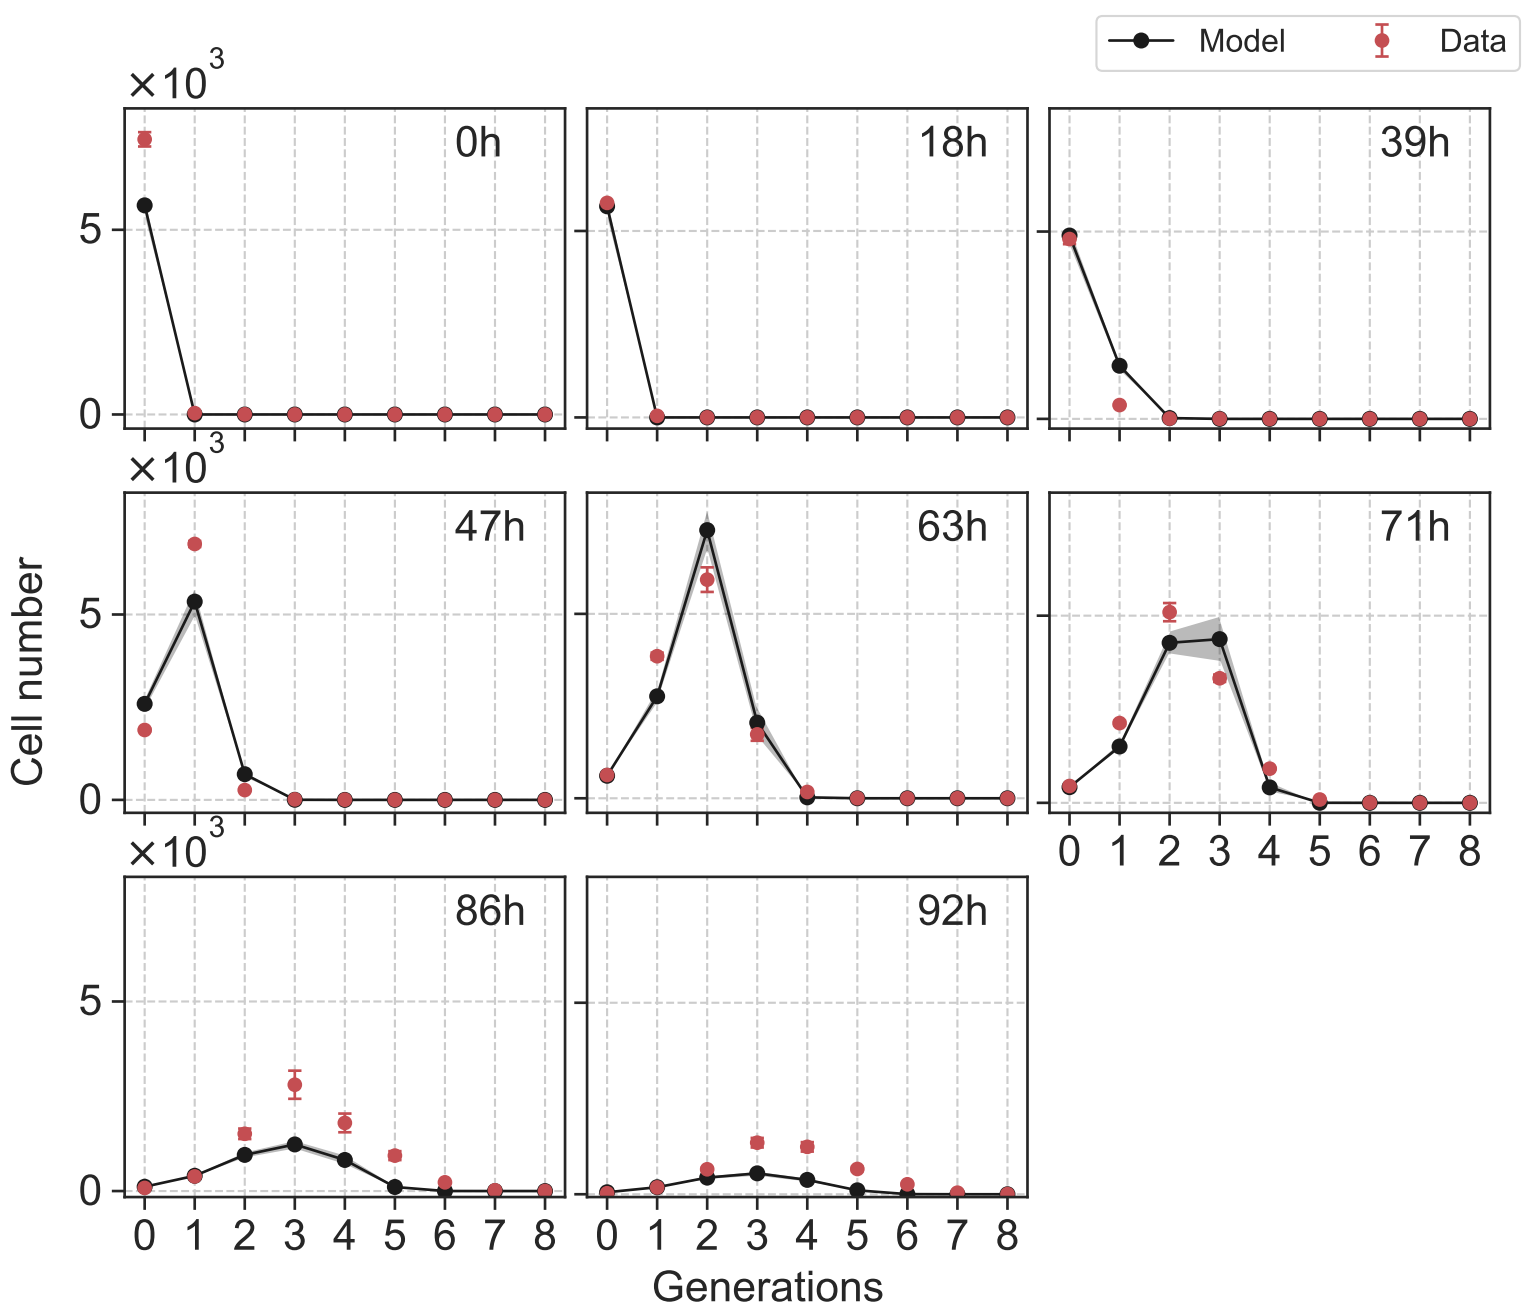 Model Data
×10³
0h 18h 39h
5
0
×10³
47h 63h 71h
5
0
Cell number
0 1 2 3 4 5 6 7 8
×10³
86h 92h
5
0
0 1 2 3 4 5 6 7 8 0 1 2 3 4 5 6 7 8
Generations